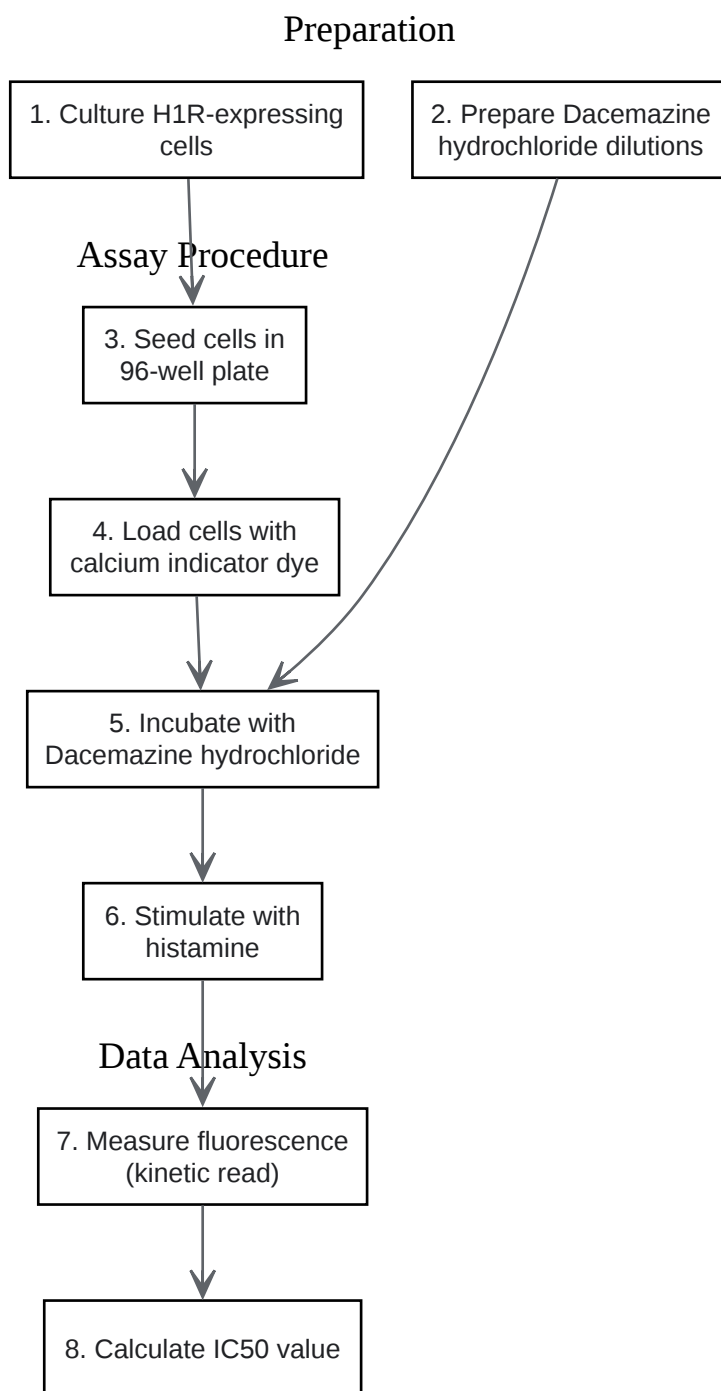 Preparation
1. Culture H1R-expressing
cells
2. Prepare Dacemazine
hydrochloride dilutions
Assay Procedure
3. Seed cells in
96-well plate
4. Load cells with
calcium indicator dye
5. Incubate with
Dacemazine hydrochloride
6. Stimulate with
histamine
Data Analysis
7. Measure fluorescence
(kinetic read)
8. Calculate IC50 value